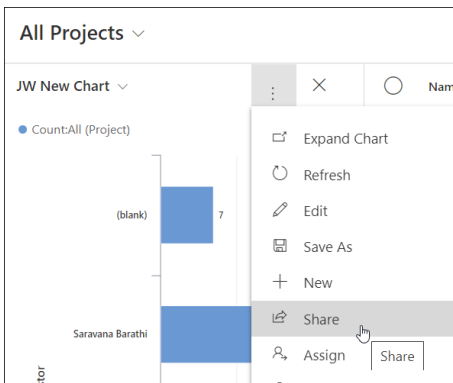 All Projects
JW New Chart
Count:All (Project)
(blank)
7
Saravana Barathi
Expand Chart
Refresh
Edit
Save As
New
Share
Assign
Share